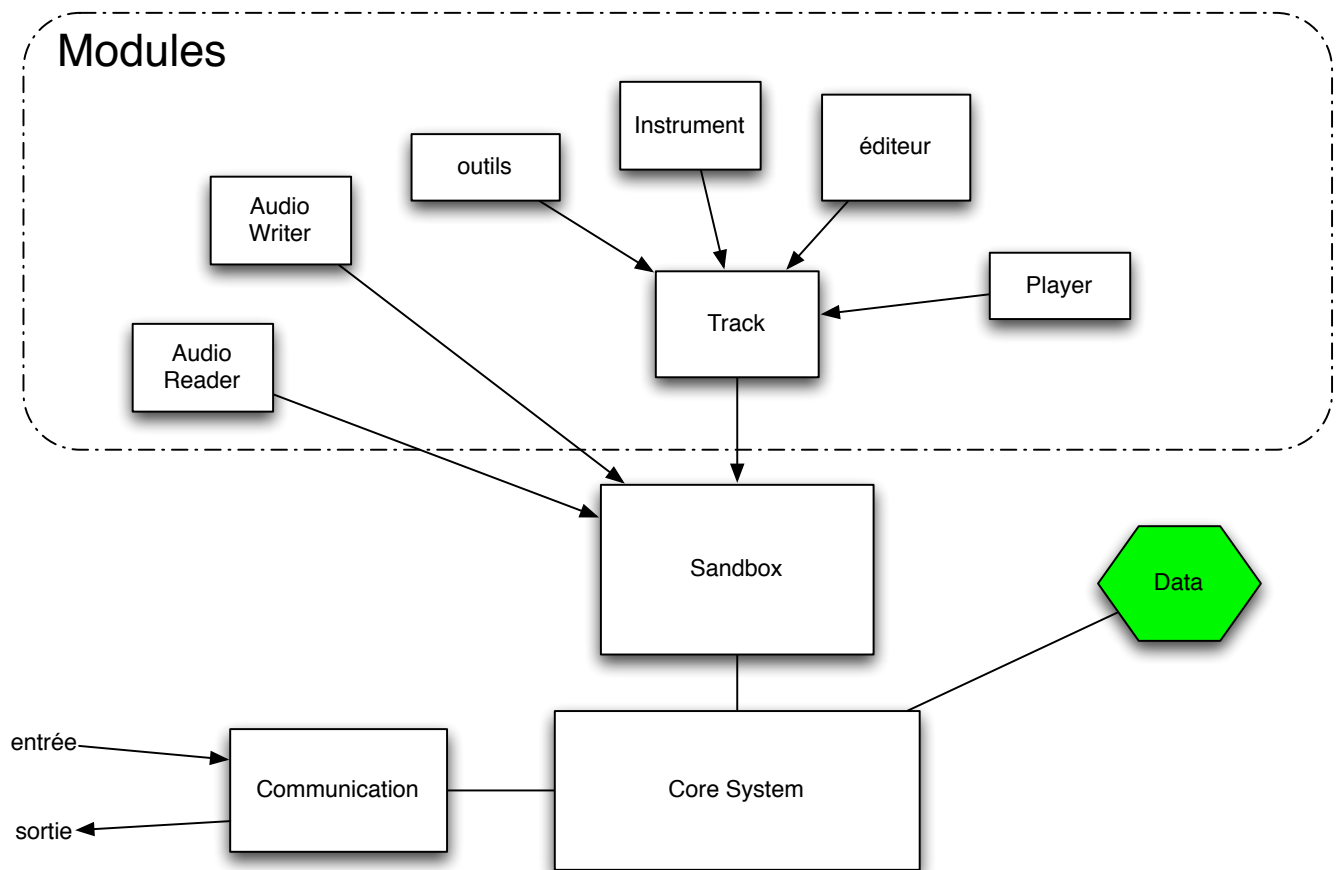 Modules
Instrument
éditeur
outils
Audio
Writer
Player
Track
Audio
Reader
Sandbox
Data
entrée
Communication
Core System
sortie